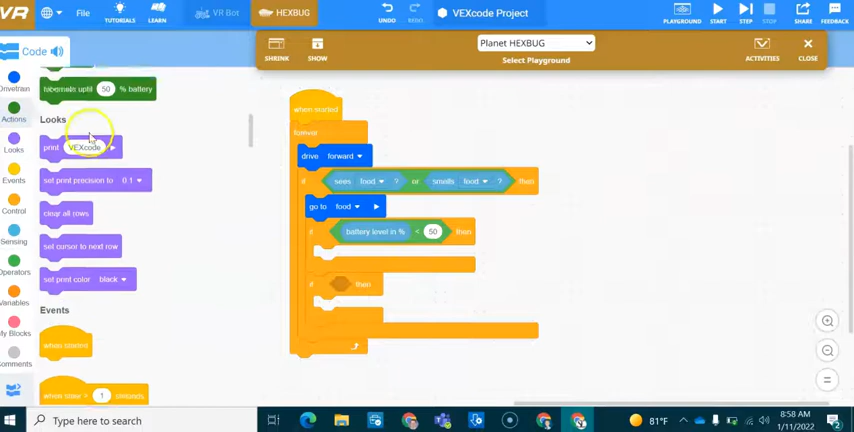 VR
File
TUTORIALS
LEARN
VR Bot
HEXBUG
UNDO
REDO
VEXcode Project
PLAYGROUND
START
STEP
STOP
SHARE
FEEDBACK
Code
SHRINK
SHOW
Planet HEXBUG
Select Playground
ACTIVITIES
CLOSE
Drivetrain
Actions
Looks
Events
Control
Sensing
Operators
Variables
My Blocks
Comments
hibernate until 50 % battery
Looks
print VEXcode
set print precision to 0.1
clear all rows
set cursor to next row
set print color black
Events
when started
when timer > 1 seconds
when started
forever
drive forward
if sees food ? or smells food ? then
go to food
if battery level in % < 50 then
if then
Type here to search
81°F
8:58 AM
1/11/2022
2